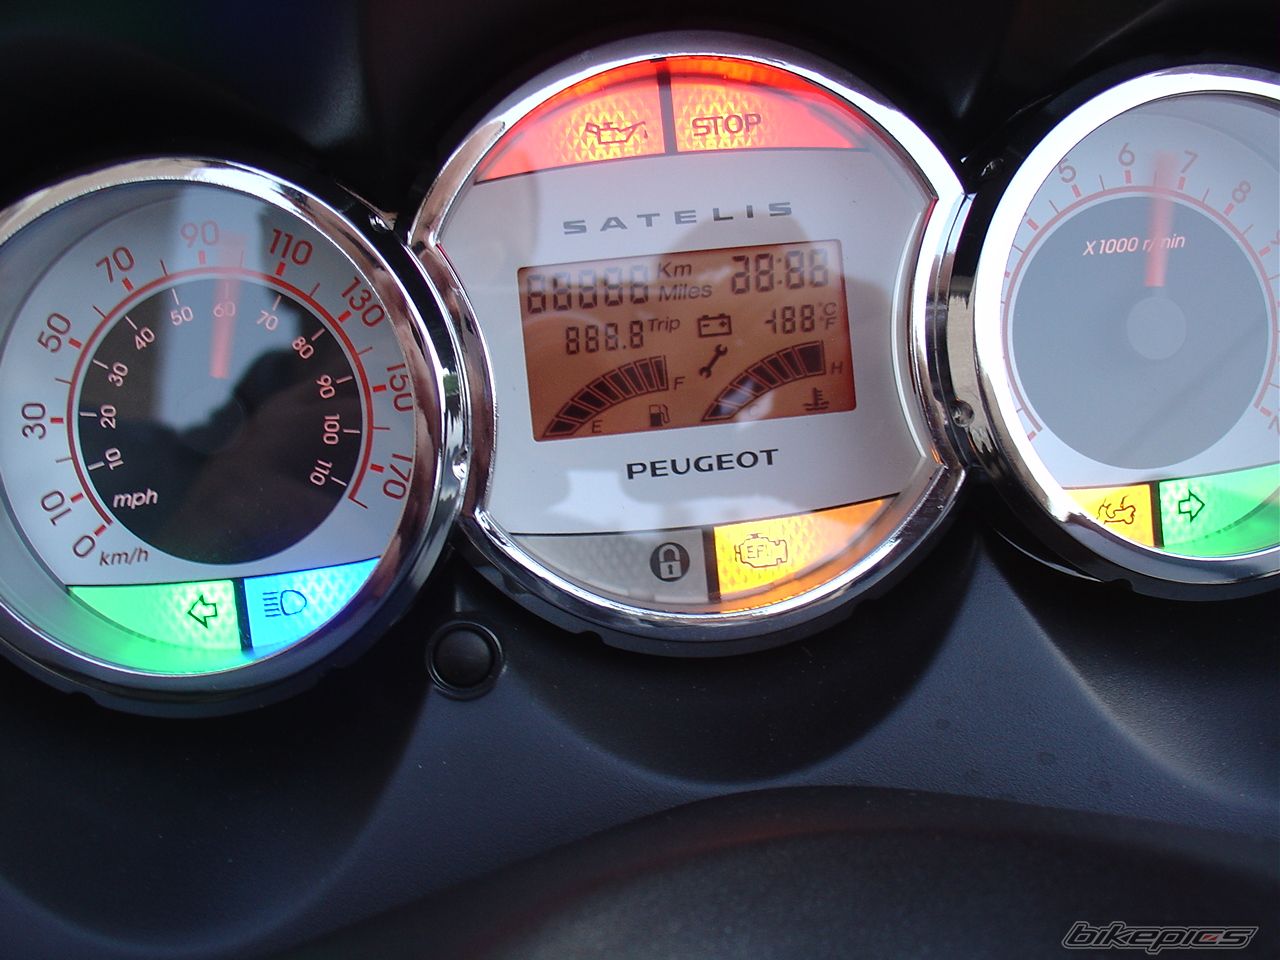 STOP
SATELIS
88888 Km
Miles
38:88
888.8 Trip
-188 °C
°F
E
F
H
PEUGEOT
EFI
0
10
30
50
70
90
110
130
150
170
km/h
10
20
30
40
50
60
70
80
90
100
110
mph
5
6
7
8
X1000 r/min
bikepics